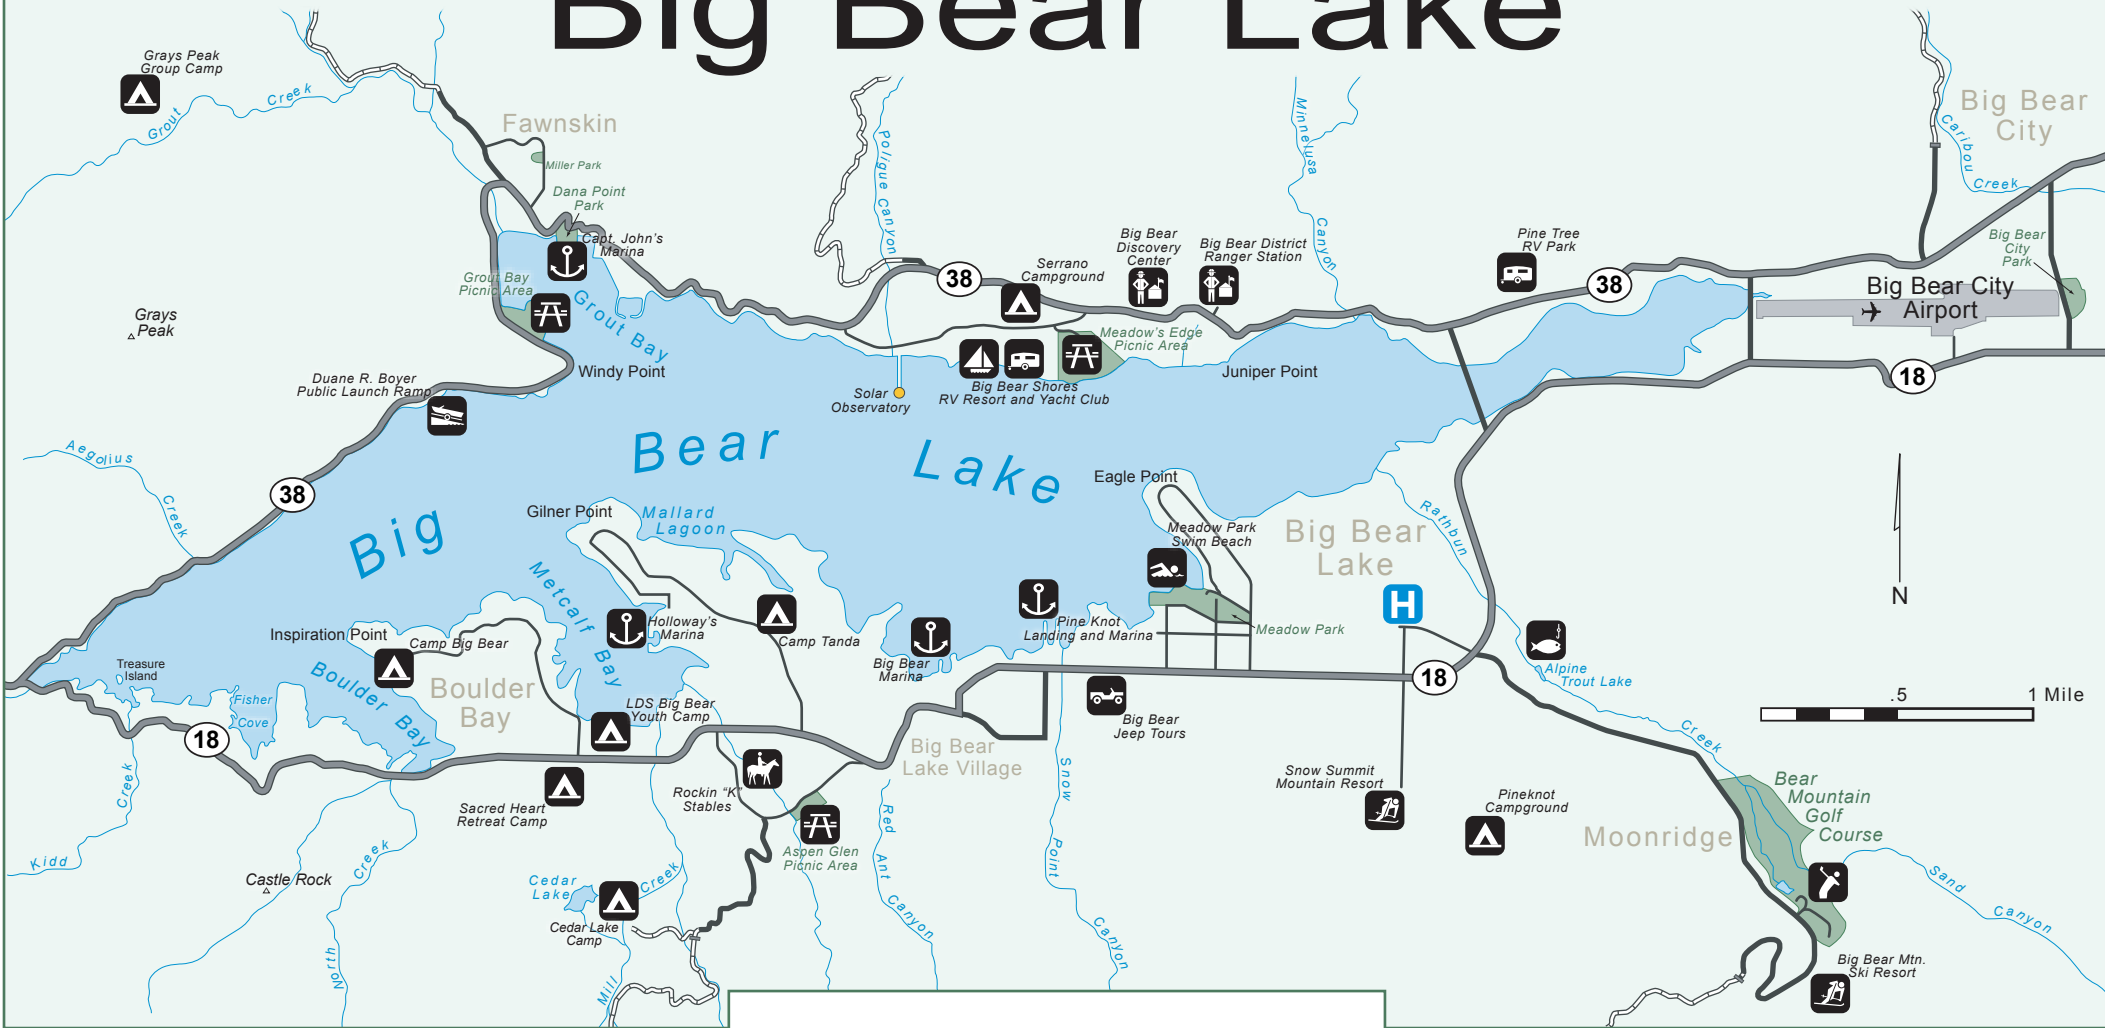 Big Bear Lake
Grays Peak
Group Camp
Grout
Creek
Fawnskin
Miller Park
Dana Point
Park
Capt. John's
Marina
Grout Bay
Picnic Area
Grout Bay
Windy Point
Grays
Peak
Duane R. Boyer
Public Launch Ramp
Aegolius
Creek
38
Poligue Canyon
38
Solar
Observatory
Serrano
Campground
Big Bear
Discovery
Center
Big Bear District
Ranger Station
Meadow's Edge
Picnic Area
Big Bear Shores
RV Resort and Yacht Club
Minnelusa
Canyon
Juniper Point
Pine Tree
RV Park
38
Big Bear
City
Caribou
Creek
Big Bear
City
Park
Big Bear City
Airport
18
Big
Bear
Lake
Eagle Point
Meadow Park
Swim Beach
Big Bear
Lake
Rathbun
H
Meadow Park
N
Gilner Point
Mallard
Lagoon
Metcalf
Bay
Holloway's
Marina
Camp Tanda
Big Bear
Marina
Pine Knot
Landing and Marina
Inspiration Point
Camp Big Bear
Treasure
Island
Fisher
Cove
Boulder Bay
Boulder
Bay
LDS Big Bear
Youth Camp
18
18
Alpine
Trout Lake
.5
1 Mile
Creek
Big Bear
Jeep Tours
Big Bear
Lake Village
Rockin "K"
Stables
Sacred Heart
Retreat Camp
Aspen Glen
Picnic Area
Red
Ant
Canyon
Snow
Point
Canyon
Snow Summit
Mountain Resort
Pineknot
Campground
Moonridge
Bear
Mountain
Golf
Course
Sand
Canyon
Big Bear Mtn.
Ski Resort
Kidd
Creek
Castle Rock
North
Creek
Cedar
Lake
Cedar Lake
Camp
Mill
Creek